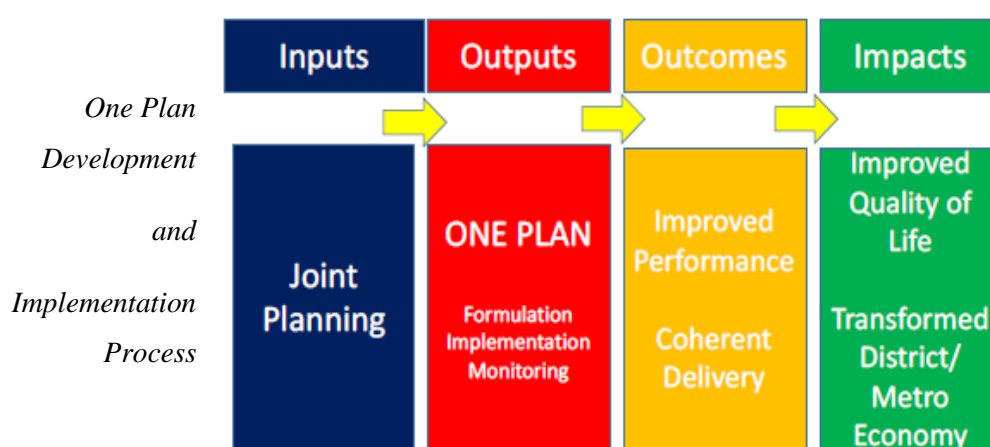 Inputs
Outputs
Outcomes
Impacts
One Plan
Development
and
Implementation
Process
Joint
Planning
ONE PLAN
Formulation
Implementation
Monitoring
Improved
Performance
Coherent
Delivery
Improved
Quality of
Life
Transformed
District/
Metro
Economy